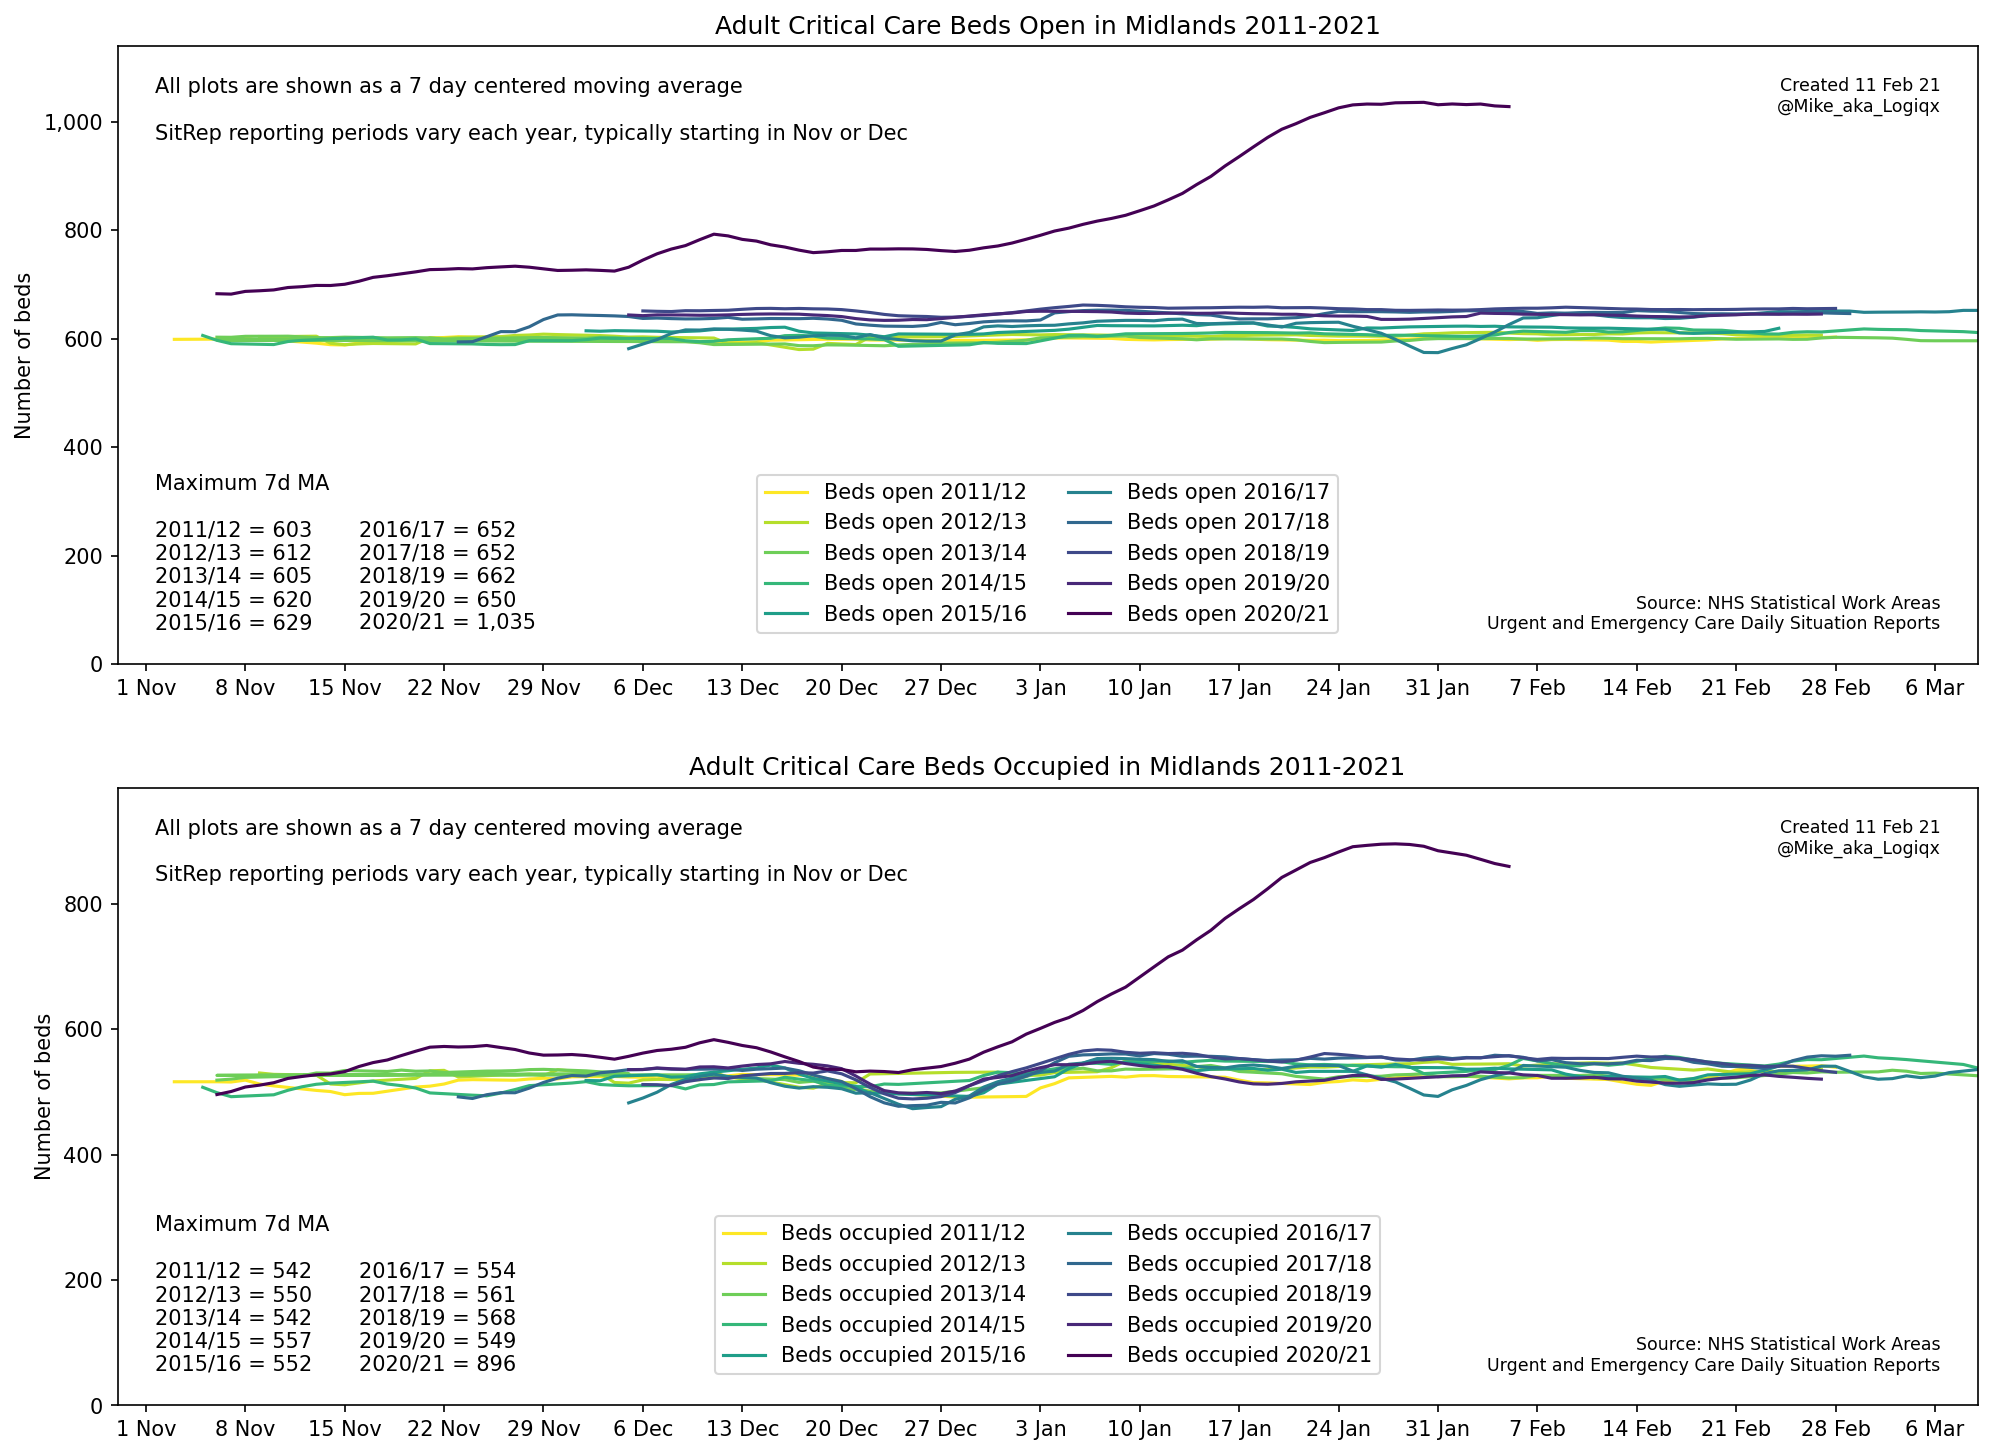 Adult Critical Care Beds Open in Midlands 2011-2021
All plots are shown as a 7 day centered moving average
SitRep reporting periods vary each year, typically starting in Nov or Dec
Created 11 Feb 21
@Mike_aka_Logiqx
Number of beds
1,000
800
600
400
200
0
Maximum 7d MA
2011/12 = 603 2016/17 = 652
2012/13 = 612 2017/18 = 652
2013/14 = 605 2018/19 = 662
2014/15 = 620 2019/20 = 650
2015/16 = 629 2020/21 = 1,035
Beds open 2011/12 Beds open 2016/17
Beds open 2012/13 Beds open 2017/18
Beds open 2013/14 Beds open 2018/19
Beds open 2014/15 Beds open 2019/20
Beds open 2015/16 Beds open 2020/21
Source: NHS Statistical Work Areas
Urgent and Emergency Care Daily Situation Reports
1 Nov 8 Nov 15 Nov 22 Nov 29 Nov 6 Dec 13 Dec 20 Dec 27 Dec 3 Jan 10 Jan 17 Jan 24 Jan 31 Jan 7 Feb 14 Feb 21 Feb 28 Feb 6 Mar
Adult Critical Care Beds Occupied in Midlands 2011-2021
All plots are shown as a 7 day centered moving average
SitRep reporting periods vary each year, typically starting in Nov or Dec
Created 11 Feb 21
@Mike_aka_Logiqx
Number of beds
800
600
400
200
0
Maximum 7d MA
2011/12 = 542 2016/17 = 554
2012/13 = 550 2017/18 = 561
2013/14 = 542 2018/19 = 568
2014/15 = 557 2019/20 = 549
2015/16 = 552 2020/21 = 896
Beds occupied 2011/12 Beds occupied 2016/17
Beds occupied 2012/13 Beds occupied 2017/18
Beds occupied 2013/14 Beds occupied 2018/19
Beds occupied 2014/15 Beds occupied 2019/20
Beds occupied 2015/16 Beds occupied 2020/21
Source: NHS Statistical Work Areas
Urgent and Emergency Care Daily Situation Reports
1 Nov 8 Nov 15 Nov 22 Nov 29 Nov 6 Dec 13 Dec 20 Dec 27 Dec 3 Jan 10 Jan 17 Jan 24 Jan 31 Jan 7 Feb 14 Feb 21 Feb 28 Feb 6 Mar